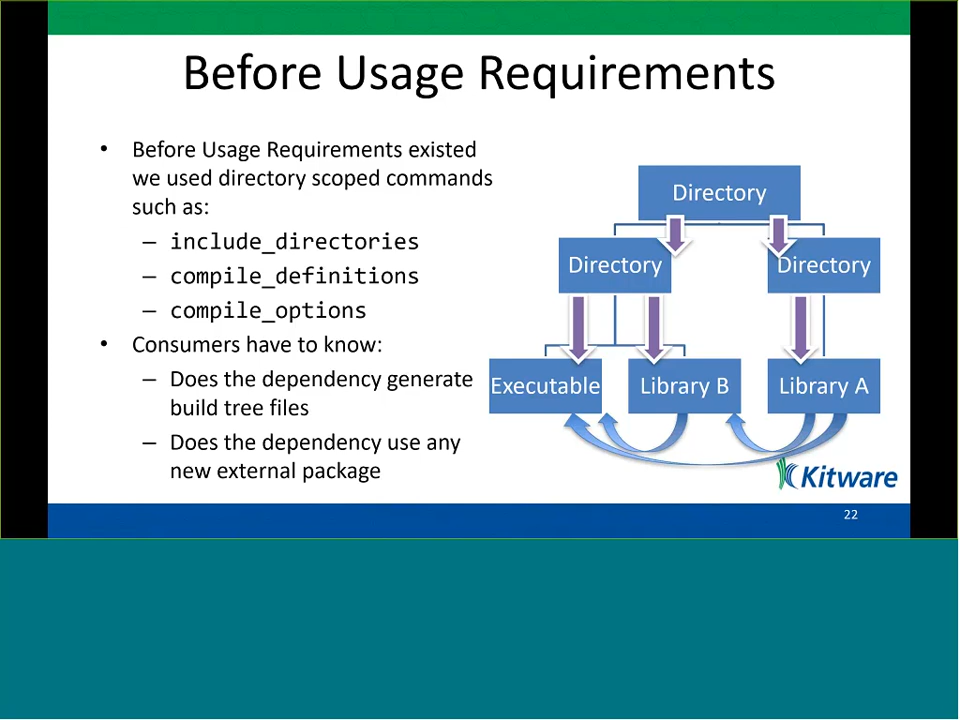 Before Usage Requirements
• Before Usage Requirements existed
we used directory scoped commands
such as:
– include_directories
– compile_definitions
– compile_options
• Consumers have to know:
– Does the dependency generate
build tree files
– Does the dependency use any
new external package
Directory
Directory
Directory
Executable
Library B
Library A
Kitware
22